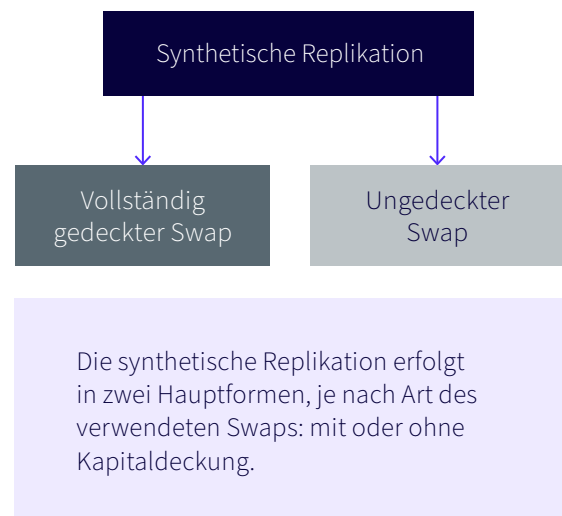 Synthetische Replikation
Vollständig
gedeckter Swap
Ungedeckter
Swap
Die synthetische Replikation erfolgt
in zwei Hauptformen, je nach Art des
verwendeten Swaps: mit oder ohne
Kapitaldeckung.